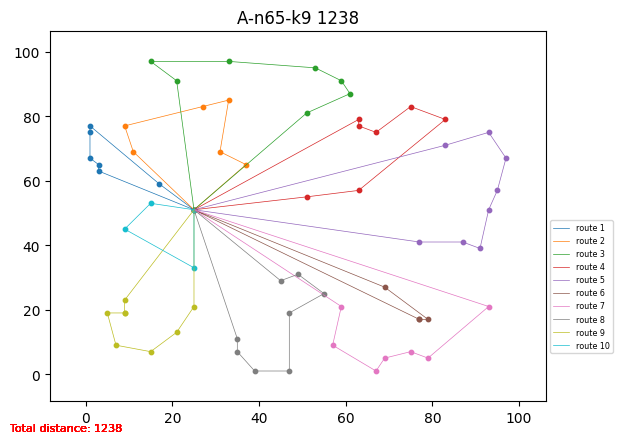 A-n65-k9 1238
100
80
60
40
20
0
0 20 40 60 80 100
route 1
route 2
route 3
route 4
route 5
route 6
route 7
route 8
route 9
route 10
Total distance: 1238